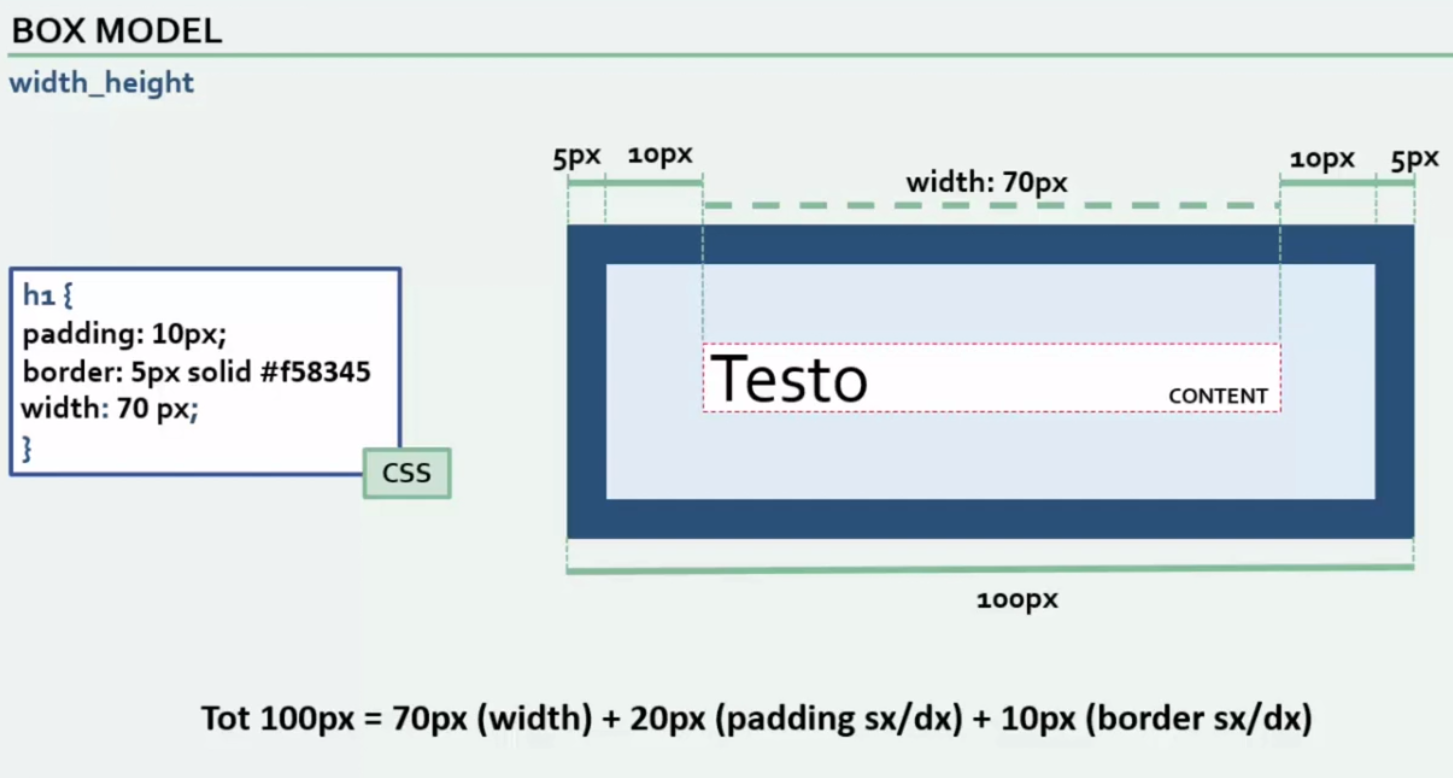 BOX MODEL
width_height
5px 10px
width: 70px
10px 5px
h1 {
padding: 10px;
border: 5px solid #f58345
width: 70 px;
}
CSS
Testo
CONTENT
100px
Tot 100px = 70px (width) + 20px (padding sx/dx) + 10px (border sx/dx)